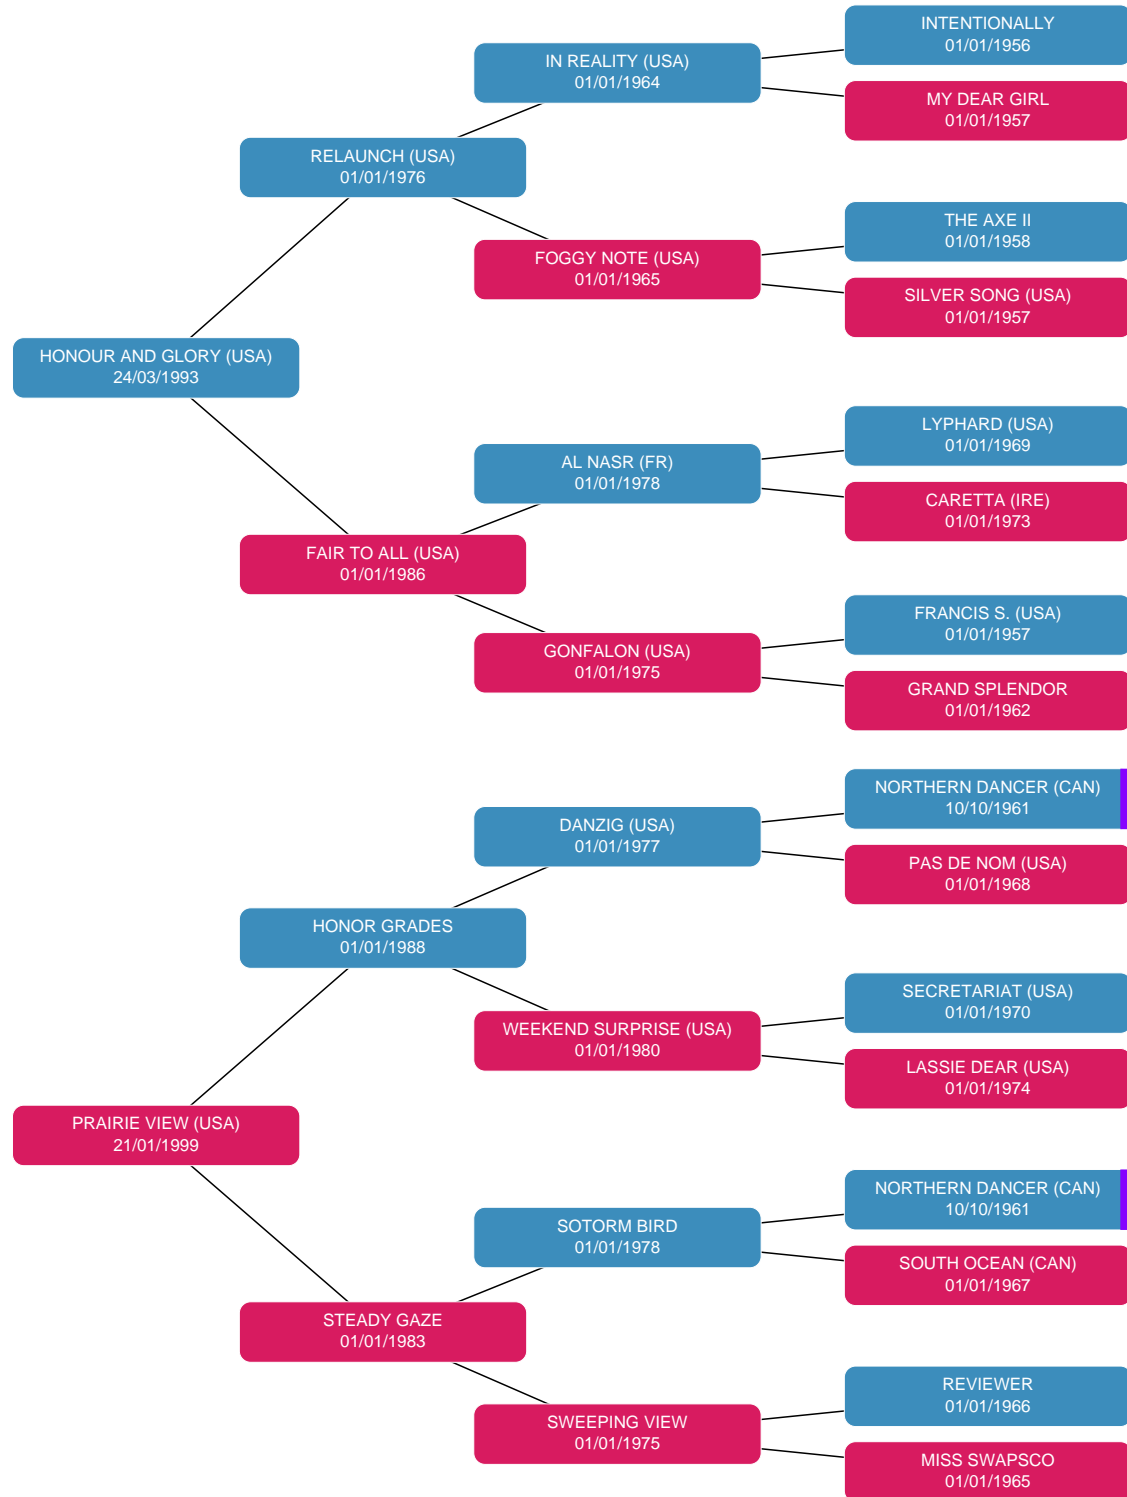 INTENTIONALLY
01/01/1956
IN REALITY (USA)
01/01/1964
MY DEAR GIRL
01/01/1957
RELAUNCH (USA)
01/01/1976
THE AXE II
01/01/1958
FOGGY NOTE (USA)
01/01/1965
SILVER SONG (USA)
01/01/1957
HONOUR AND GLORY (USA)
24/03/1993
LYPHARD (USA)
01/01/1969
AL NASR (FR)
01/01/1978
CARETTA (IRE)
01/01/1973
FAIR TO ALL (USA)
01/01/1986
FRANCIS S. (USA)
01/01/1957
GONFALON (USA)
01/01/1975
GRAND SPLENDOR
01/01/1962
NORTHERN DANCER (CAN)
10/10/1961
DANZIG (USA)
01/01/1977
PAS DE NOM (USA)
01/01/1968
HONOR GRADES
01/01/1988
SECRETARIAT (USA)
01/01/1970
WEEKEND SURPRISE (USA)
01/01/1980
LASSIE DEAR (USA)
01/01/1974
PRAIRIE VIEW (USA)
21/01/1999
NORTHERN DANCER (CAN)
10/10/1961
SOTORM BIRD
01/01/1978
SOUTH OCEAN (CAN)
01/01/1967
STEADY GAZE
01/01/1983
REVIEWER
01/01/1966
SWEEPING VIEW
01/01/1975
MISS SWAPSCO
01/01/1965